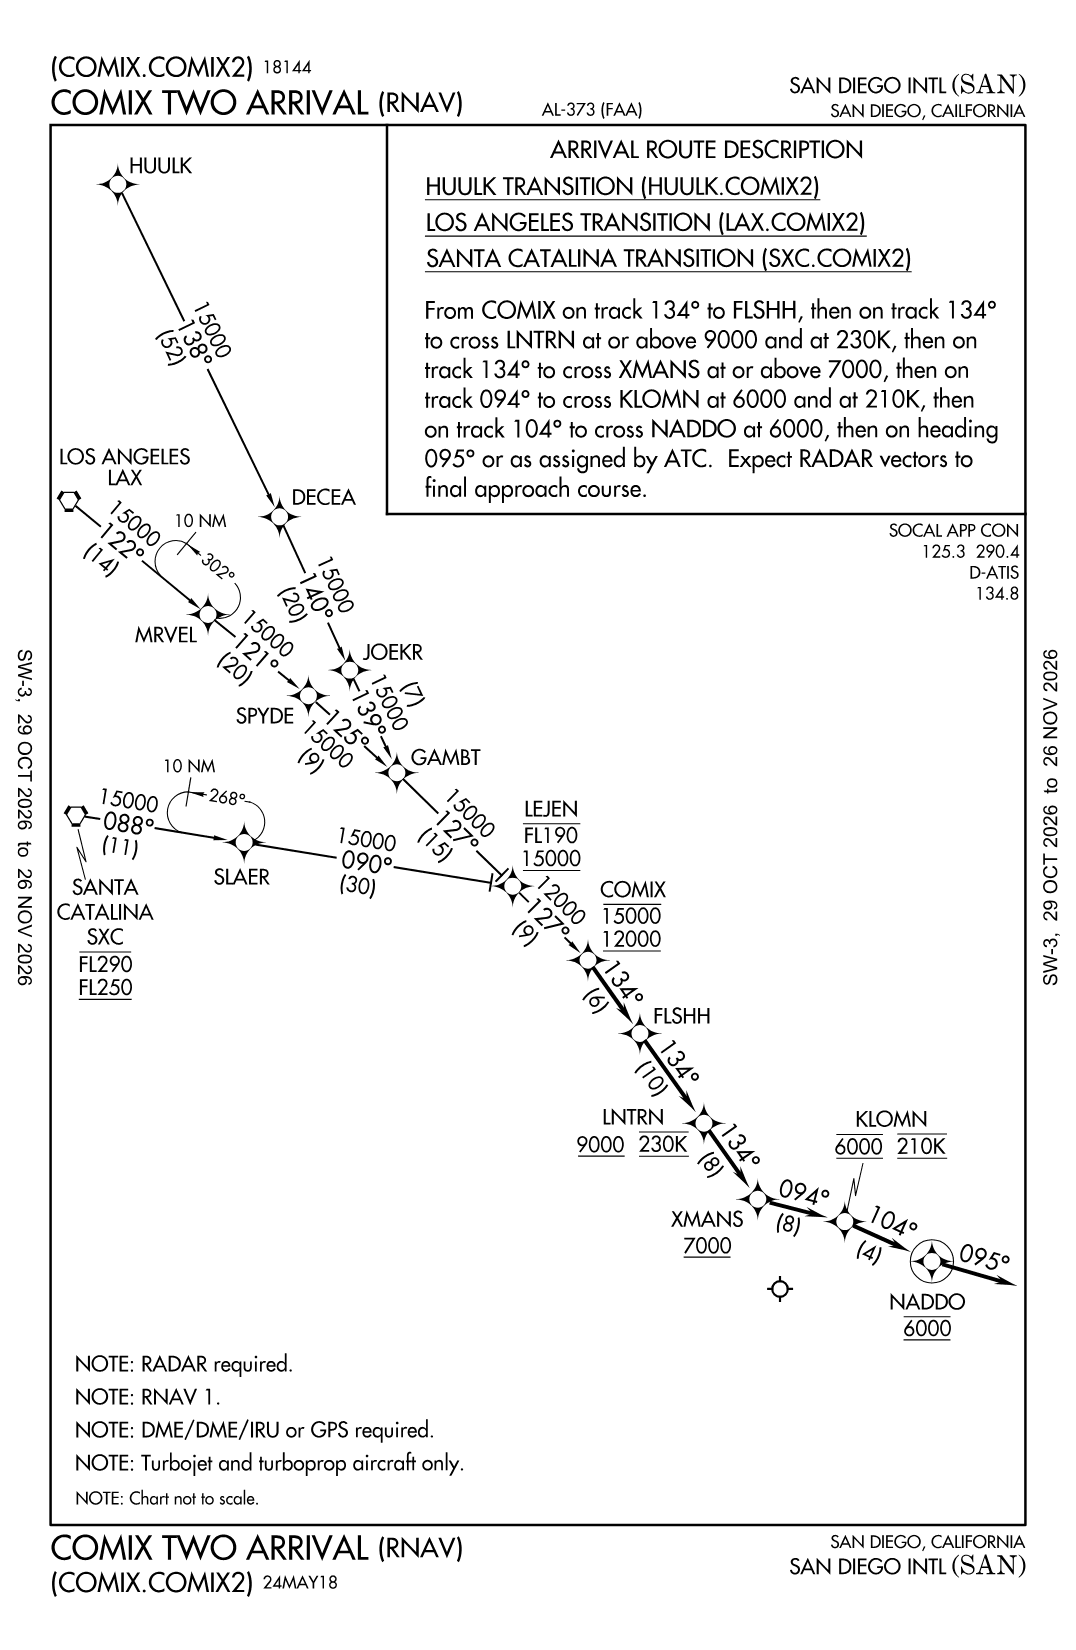 (COMIX.COMIX2) 18144
COMIX TWO ARRIVAL (RNAV)
AL-373 (FAA)
SAN DIEGO INTL (SAN)
SAN DIEGO, CAILFORNIA
ARRIVAL ROUTE DESCRIPTION
HUULK TRANSITION (HUULK.COMIX2)
LOS ANGELES TRANSITION (LAX.COMIX2)
SANTA CATALINA TRANSITION (SXC.COMIX2)
From COMIX on track 134° to FLSHH, then on track 134°
to cross LNTRN at or above 9000 and at 230K, then on
track 134° to cross XMANS at or above 7000, then on
track 094° to cross KLOMN at 6000 and at 210K, then
on track 104° to cross NADDO at 6000, then on heading
095° or as assigned by ATC. Expect RADAR vectors to
final approach course.
SOCAL APP CON
125.3 290.4
D-ATIS
134.8
HUULK
15000
138°
(52)
LOS ANGELES
LAX
15000
122°
(14)
10 NM
302°
MRVEL
15000
121°
(20)
DECEA
15000
140°
(20)
JOEKR
(7)
15000
139°
SPYDE
125°
15000
(9)
GAMBT
15000
127°
(15)
10 NM
268°
15000
088°
(11)
SLAER
15000
090°
(30)
SANTA
CATALINA
SXC
FL290
FL250
LEJEN
FL190
15000
12000
127°
(9)
COMIX
15000
12000
134°
(6)
FLSHH
134°
(10)
LNTRN
9000 230K
134°
(8)
XMANS
7000
094°
(8)
KLOMN
6000 210K
104°
(4)
095°
NADDO
6000
NOTE: RADAR required.
NOTE: RNAV 1.
NOTE: DME/DME/IRU or GPS required.
NOTE: Turbojet and turboprop aircraft only.
NOTE: Chart not to scale.
COMIX TWO ARRIVAL (RNAV)
(COMIX.COMIX2) 24MAY18
SAN DIEGO, CALIFORNIA
SAN DIEGO INTL (SAN)
SW-3, 29 OCT 2026 to 26 NOV 2026
SW-3, 29 OCT 2026 to 26 NOV 2026